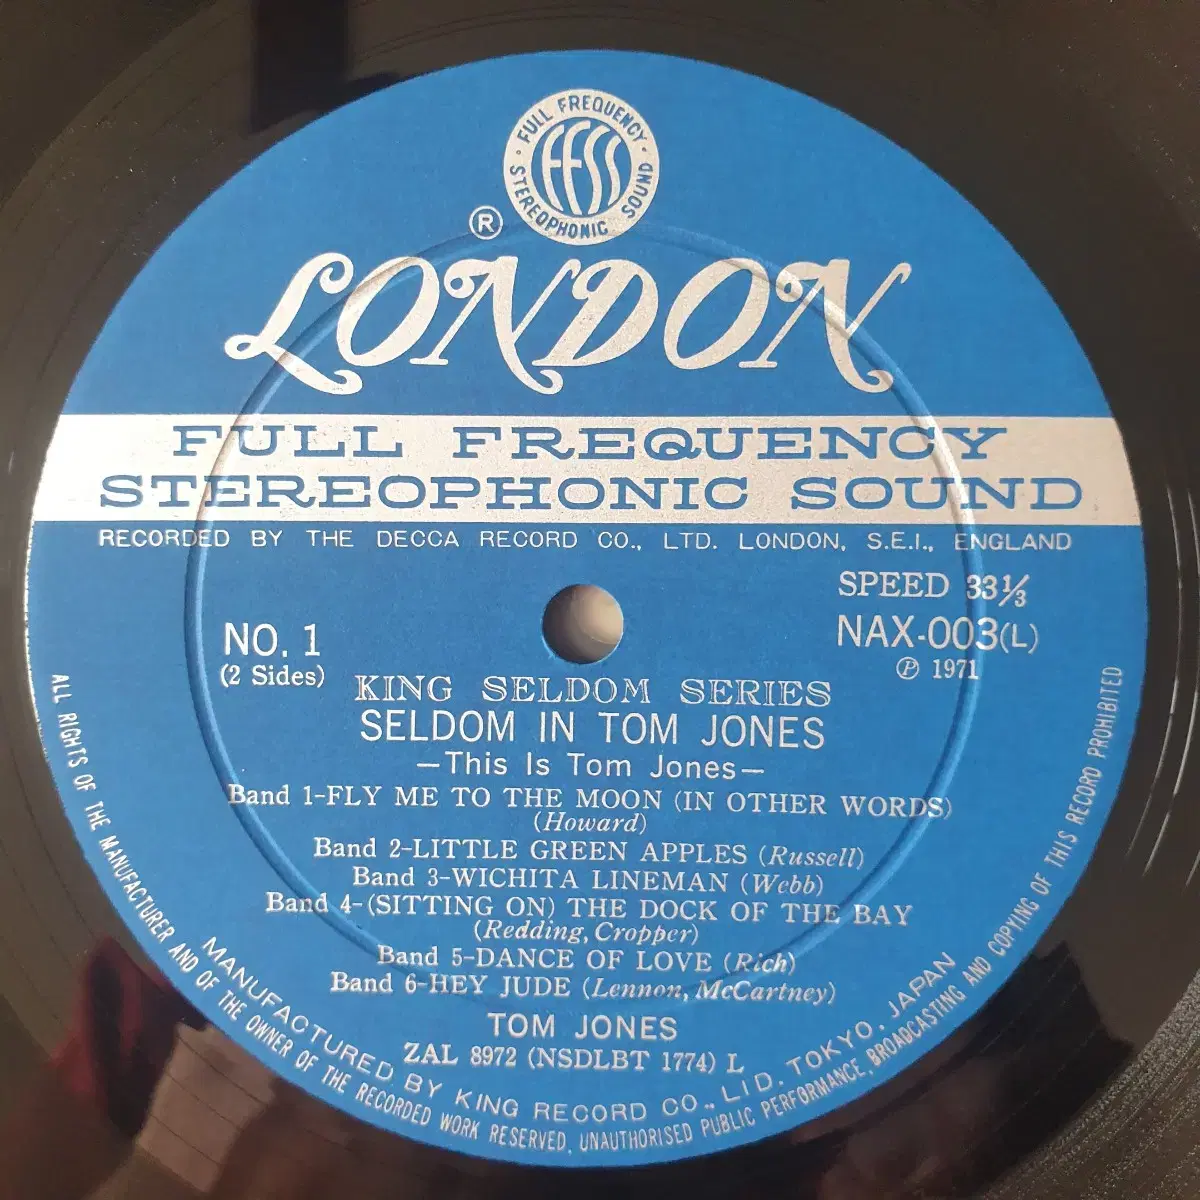 · FULL FREQUENCY ·
FFSS
STEREOPHONIC SOUND
®
LONDON
FULL FREQUENCY
STEREOPHONIC SOUND
RECORDED BY THE DECCA RECORD CO., LTD. LONDON, S.E.I., ENGLAND
SPEED 33⅓
NO. 1
NAX-003(L)
(2 Sides)
℗ 1971
KING SELDOM SERIES
SELDOM IN TOM JONES
—This Is Tom Jones—
Band 1-FLY ME TO THE MOON (IN OTHER WORDS)
(Howard)
Band 2-LITTLE GREEN APPLES (Russell)
Band 3-WICHITA LINEMAN (Webb)
Band 4-(SITTING ON) THE DOCK OF THE BAY
(Redding, Cropper)
Band 5-DANCE OF LOVE (Rich)
Band 6-HEY JUDE (Lennon, McCartney)
TOM JONES
ZAL 8972 (NSDLBT 1774) L
MANUFACTURED BY KING RECORD CO., LTD. TOKYO, JAPAN
ALL RIGHTS OF THE MANUFACTURER AND OF THE OWNER OF THE RECORDED WORK RESERVED, UNAUTHORISED PUBLIC PERFORMANCE, BROADCASTING AND COPYING OF THIS RECORD PROHIBITED